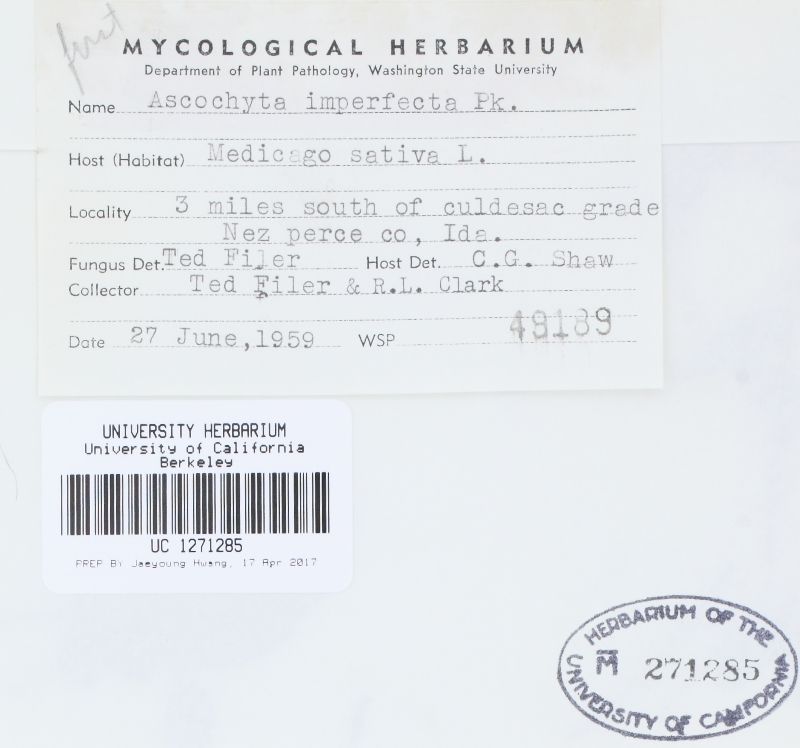 first
MYCOLOGICAL HERBARIUM
Department of Plant Pathology, Washington State University
Name Ascochyta imperfecta Pk.
Host (Habitat) Medicago sativa L.
Locality 3 miles south of culdesac grade
Nez perce co, Ida.
Fungus Det. Ted Filer Host Det. C.G. Shaw
Collector Ted Filer & R.L. Clark
Date 27 June,1959 WSP 49189
UNIVERSITY HERBARIUM
University of California
Berkeley
UC 1271285
PREP BY Jaeyoung Hwang, 17 Apr 2017
HERBARIUM OF THE
M̅ 271285
UNIVERSITY OF CALIFORNIA